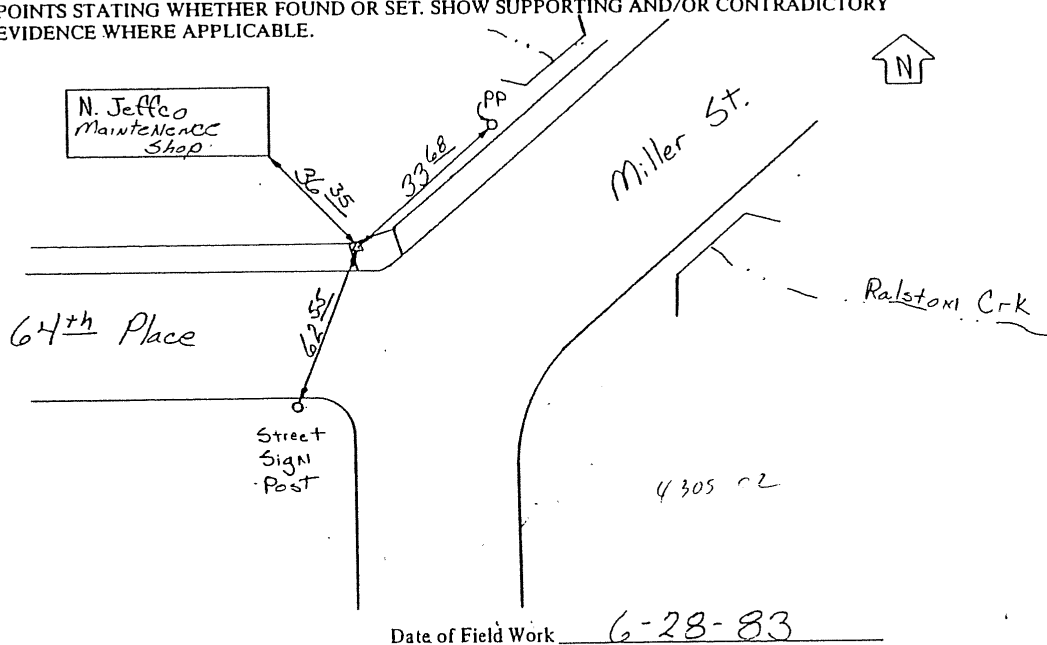 POINTS STATING WHETHER FOUND OR SET. SHOW SUPPORTING AND/OR CONTRADICTORY
EVIDENCE WHERE APPLICABLE.
N
N. Jeffco
Maintenence
Shop
PP
Miller St.
36 35
33 68
64th Place
62 55
Ralston Crk
Street
Sign
Post
Date of Field Work 6-28-83